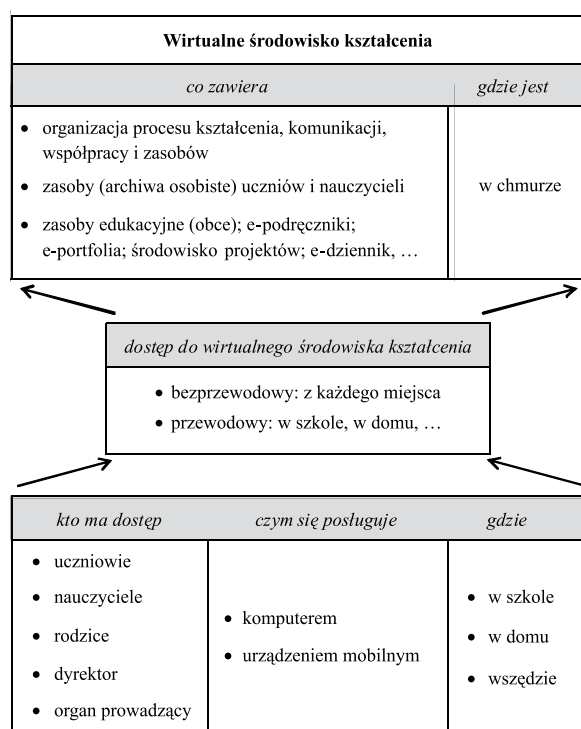 Wirtualne środowisko kształcenia
co zawiera
gdzie jest
• organizacja procesu kształcenia, komunikacji,
współpracy i zasobów
• zasoby (archiwa osobiste) uczniów i nauczycieli
• zasoby edukacyjne (obce); e-podręczniki;
e-portfolia; środowisko projektów; e-dziennik, …
w chmurze
dostęp do wirtualnego środowiska kształcenia
• bezprzewodowy: z każdego miejsca
• przewodowy: w szkole, w domu, …
kto ma dostęp
czym się posługuje
gdzie
• uczniowie
• nauczyciele
• rodzice
• dyrektor
• organ prowadzący
• komputerem
• urządzeniem mobilnym
• w szkole
• w domu
• wszędzie